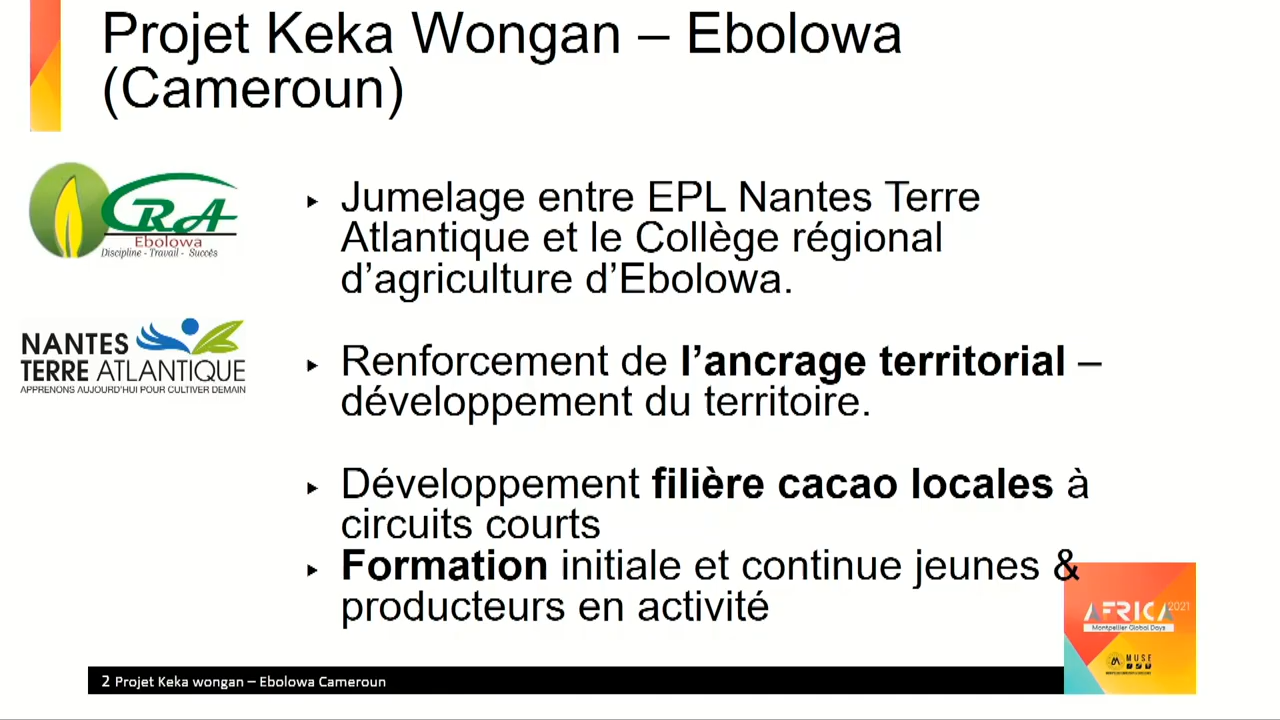 Projet Keka Wongan – Ebolowa
(Cameroun)
CRA
Ebolowa
Discipline - Travail - Succès
NANTES
TERRE ATLANTIQUE
APPRENONS AUJOURD'HUI POUR CULTIVER DEMAIN
▸ Jumelage entre EPL Nantes Terre
Atlantique et le Collège régional
d’agriculture d’Ebolowa.
▸ Renforcement de l’ancrage territorial –
développement du territoire.
▸ Développement filière cacao locales à
circuits courts
▸ Formation initiale et continue jeunes &
producteurs en activité
AFRICA 2021
Montpellier Global Days
MUSE
2 Projet Keka wongan – Ebolowa Cameroun